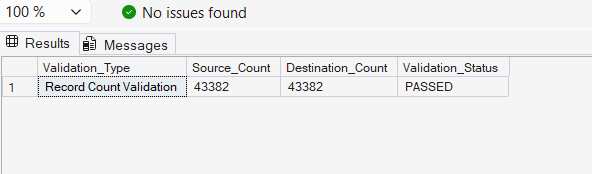 100 % No issues found
Results Messages
Validation_Type Source_Count Destination_Count Validation_Status
1 Record Count Validation 43382 43382 PASSED